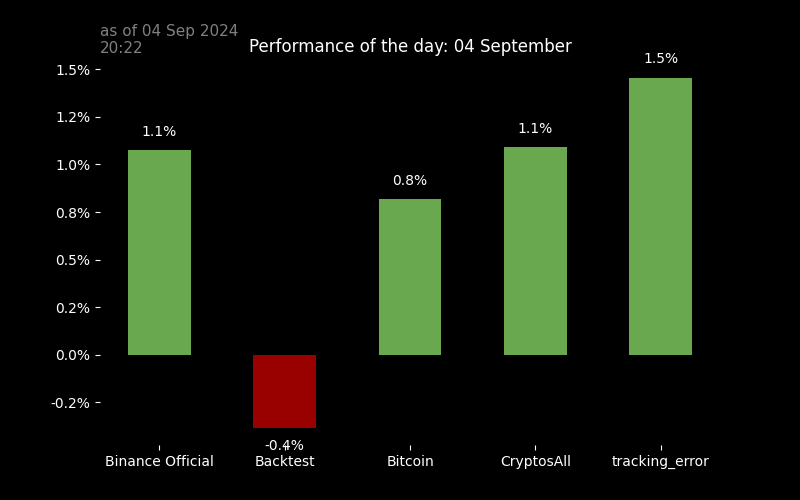 as of 04 Sep 2024
20:22
Performance of the day: 04 September
1.5%
1.2%
1.0%
0.8%
0.5%
0.2%
0.0%
-0.2%
1.1%
-0.4%
0.8%
1.1%
1.5%
Binance Official
Backtest
Bitcoin
CryptosAll
tracking_error